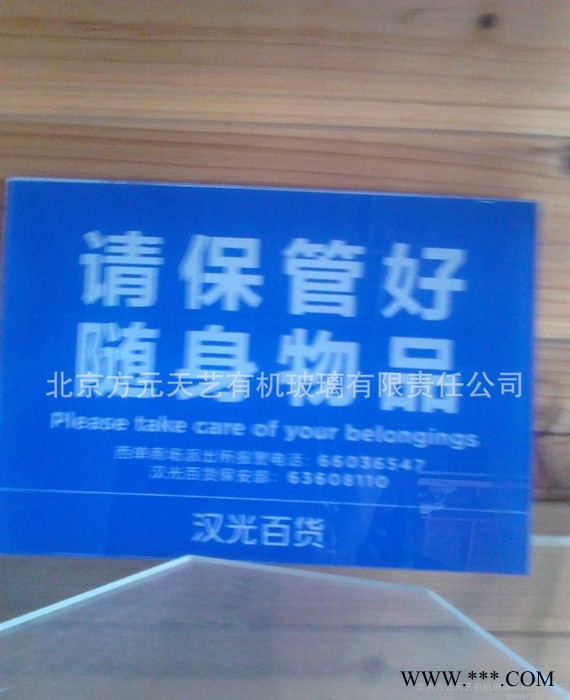 请保管好
随身物品
北京方元天艺有机玻璃有限责任公司
Please take care of your belongings
西单商场派出所报警电话：66036547
汉光百货保安部：63608110
汉光百货
WWW.***.COM